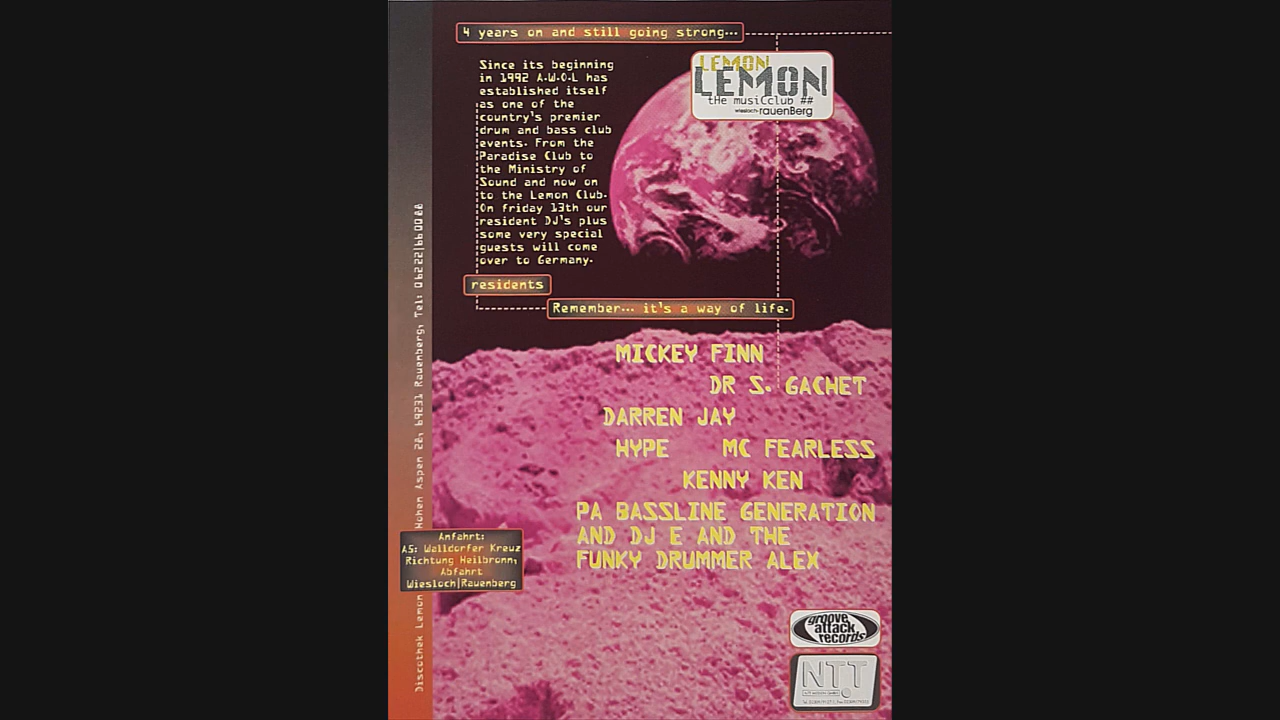 4 years on and still going strong...
LEMON
LEMON
tHe musiCclub ##
wiesloch-rauenBerg
Since its beginning
in 1992 A.W.O.L has
established itself
as one of the
country's premier
drum and bass club
events. From the
Paradise Club to
the Ministry of
Sound and now on
to the Lemon Club.
On Friday 13th our
resident DJ's plus
some very special
guests will come
over to Germany.
residents
Remember... it's a way of life.
MICKEY FINN
DR S. GACHET
DARREN JAY
HYPE MC FEARLESS
KENNY KEN
PA BASSLINE GENERATION
AND DJ E AND THE
FUNKY DRUMMER ALEX
Anfahrt:
A5: Walldorfer Kreuz
Richtung Heilbronn,
Abfahrt
Wiesloch|Rauenberg
Discothek Lemon Hohen Aspen 22, 69231 Rauenberg, Tel: 06222|660088
groove
attack
records
NTT